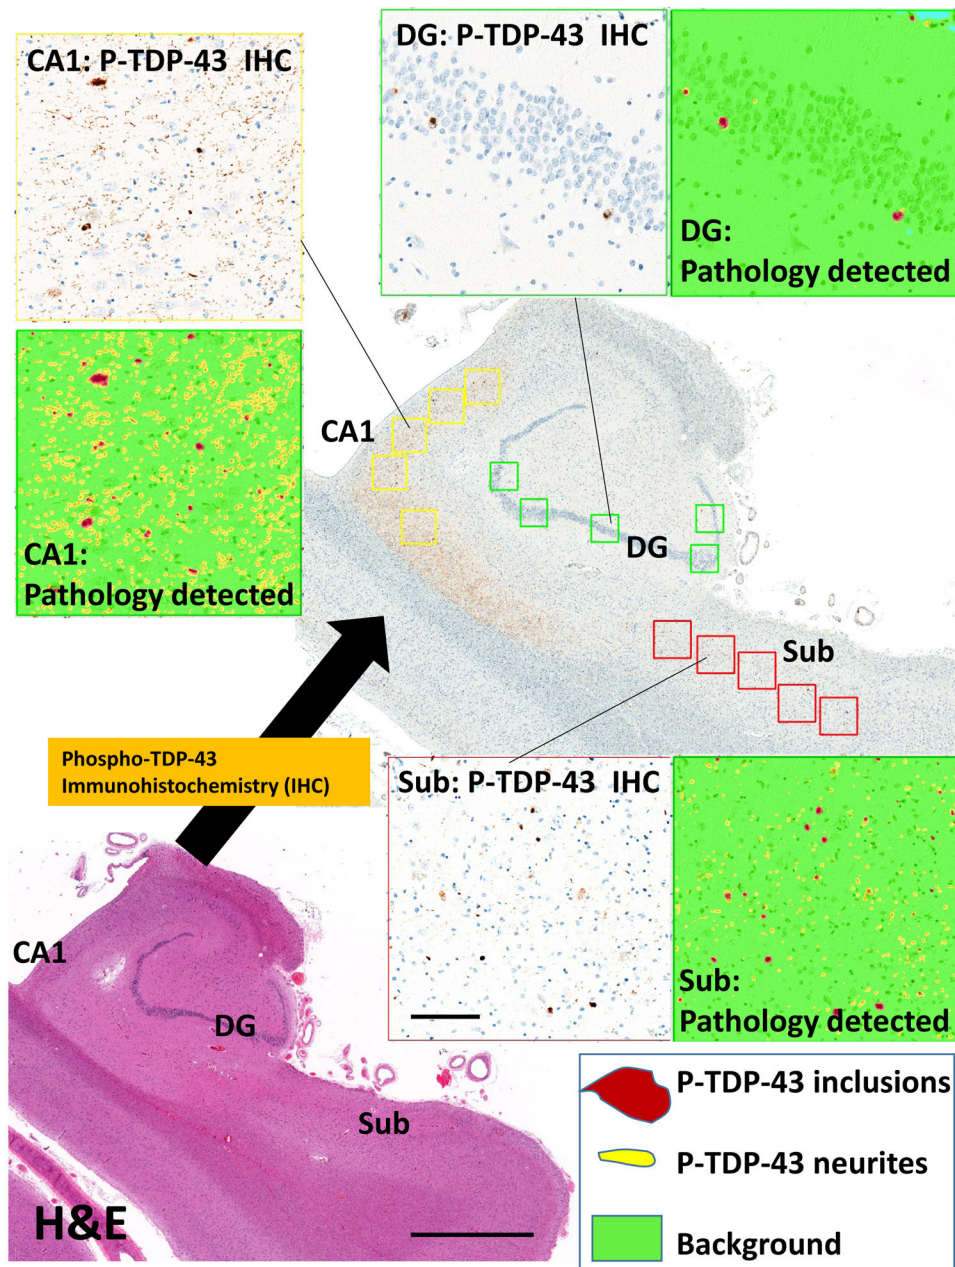 CA1: P-TDP-43 IHC
DG: P-TDP-43 IHC
DG:
Pathology detected
CA1:
Pathology detected
CA1
DG
Sub
Phospho-TDP-43
Immunohistochemistry (IHC)
Sub: P-TDP-43 IHC
Sub:
Pathology detected
CA1
DG
Sub
H&E
P-TDP-43 inclusions
P-TDP-43 neurites
Background